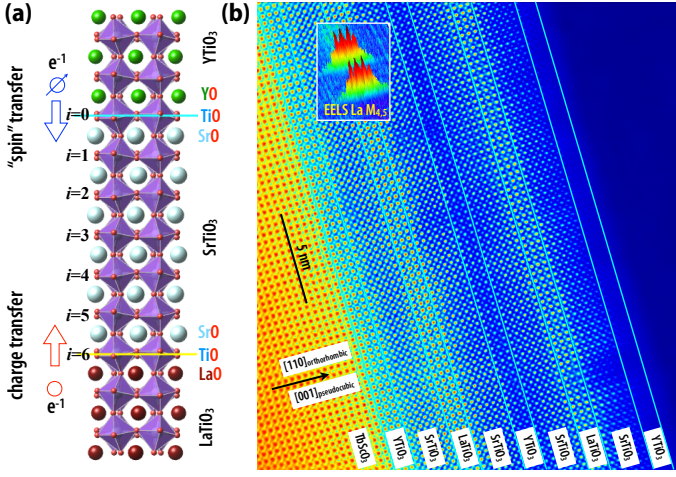 (a)
YTiO₃
"spin" transfer
e⁻¹
YO
i=0
TiO
SrO
i=1
i=2
SrTiO₃
i=3
i=4
i=5
charge transfer
SrO
i=6
TiO
LaO
e⁻¹
LaTiO₃
(b)
EELS La M₄,₅
5 nm
[110]orthorhombic
[001]pseudocubic
TbScO₃
YTiO₃
SrTiO₃
LaTiO₃
SrTiO₃
YTiO₃
SrTiO₃
LaTiO₃
SrTiO₃
YTiO₃